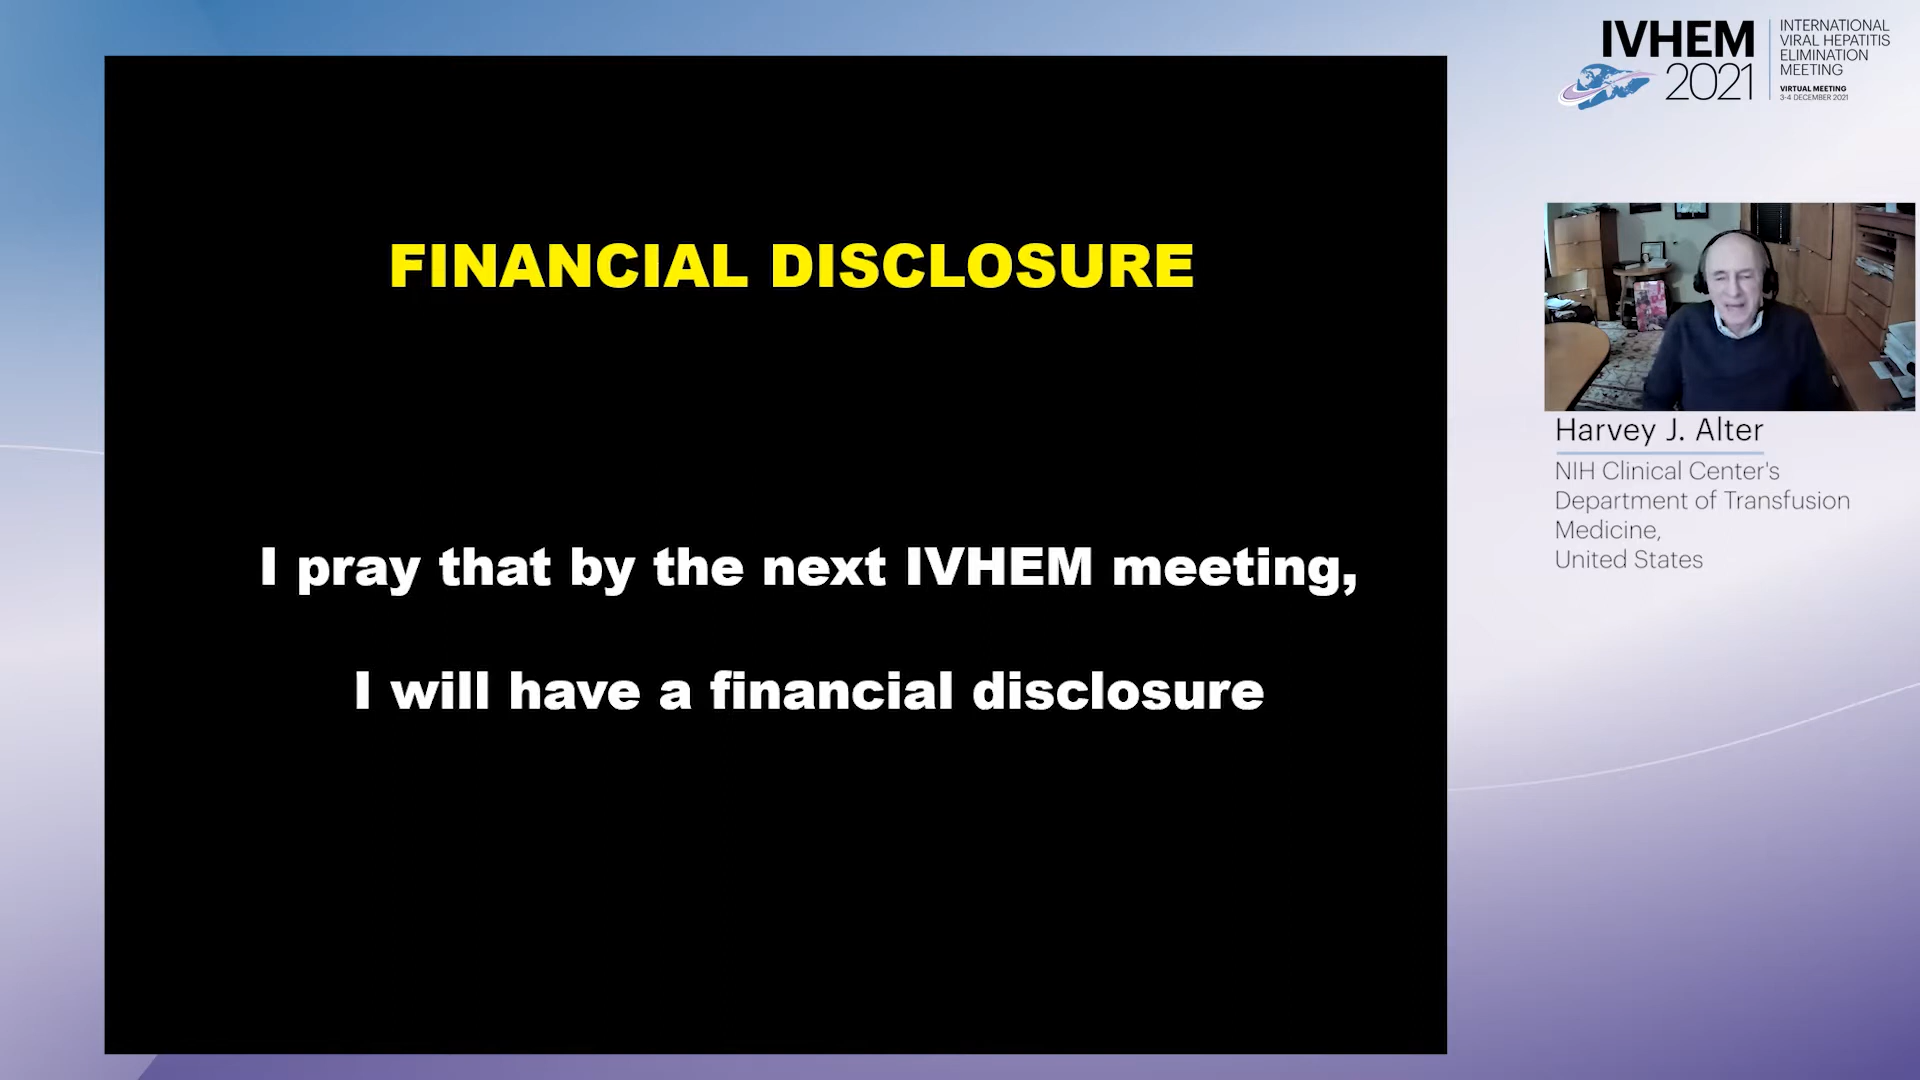 FINANCIAL DISCLOSURE
I pray that by the next IVHEM meeting,
I will have a financial disclosure
IVHEM
2021
INTERNATIONAL
VIRAL HEPATITIS
ELIMINATION
MEETING
VIRTUAL MEETING
3-4 DECEMBER 2021
Harvey J. Alter
NIH Clinical Center's
Department of Transfusion
Medicine,
United States